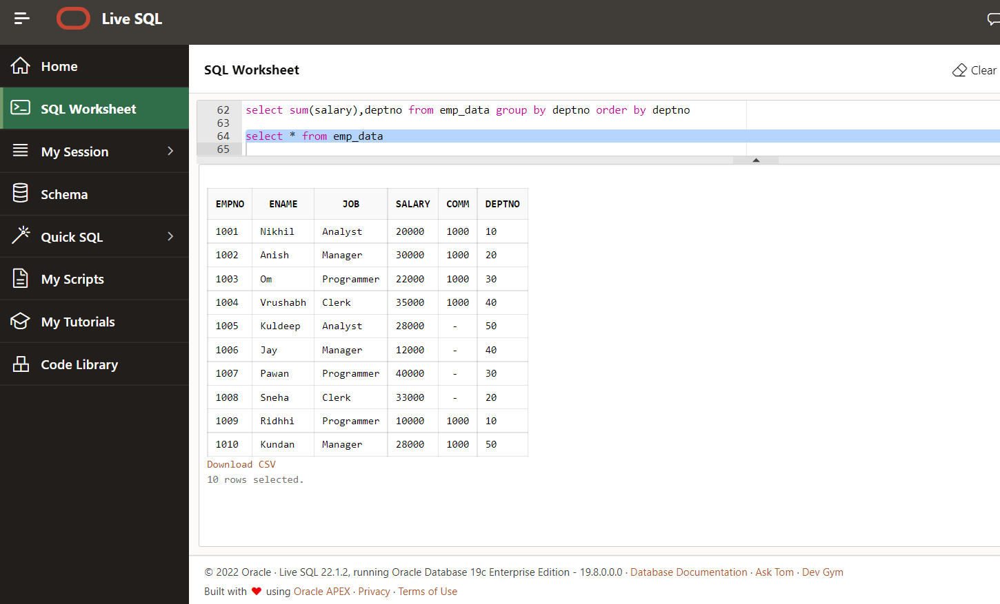 Live SQL
Home
SQL Worksheet
My Session
Schema
Quick SQL
My Scripts
My Tutorials
Code Library
SQL Worksheet
Clear
62 select sum(salary),deptno from emp_data group by deptno order by deptno
63
64 select * from emp_data
65
EMPNO ENAME JOB SALARY COMM DEPTNO
1001 Nikhil Analyst 20000 1000 10
1002 Anish Manager 30000 1000 20
1003 Om Programmer 22000 1000 30
1004 Vrushabh Clerk 35000 1000 40
1005 Kuldeep Analyst 28000 - 50
1006 Jay Manager 12000 - 40
1007 Pawan Programmer 40000 - 30
1008 Sneha Clerk 33000 - 20
1009 Ridhhi Programmer 10000 1000 10
1010 Kundan Manager 28000 1000 50
Download CSV
10 rows selected.
© 2022 Oracle · Live SQL 22.1.2, running Oracle Database 19c Enterprise Edition - 19.8.0.0.0 · Database Documentation · Ask Tom · Dev Gym
Built with ♥ using Oracle APEX · Privacy · Terms of Use